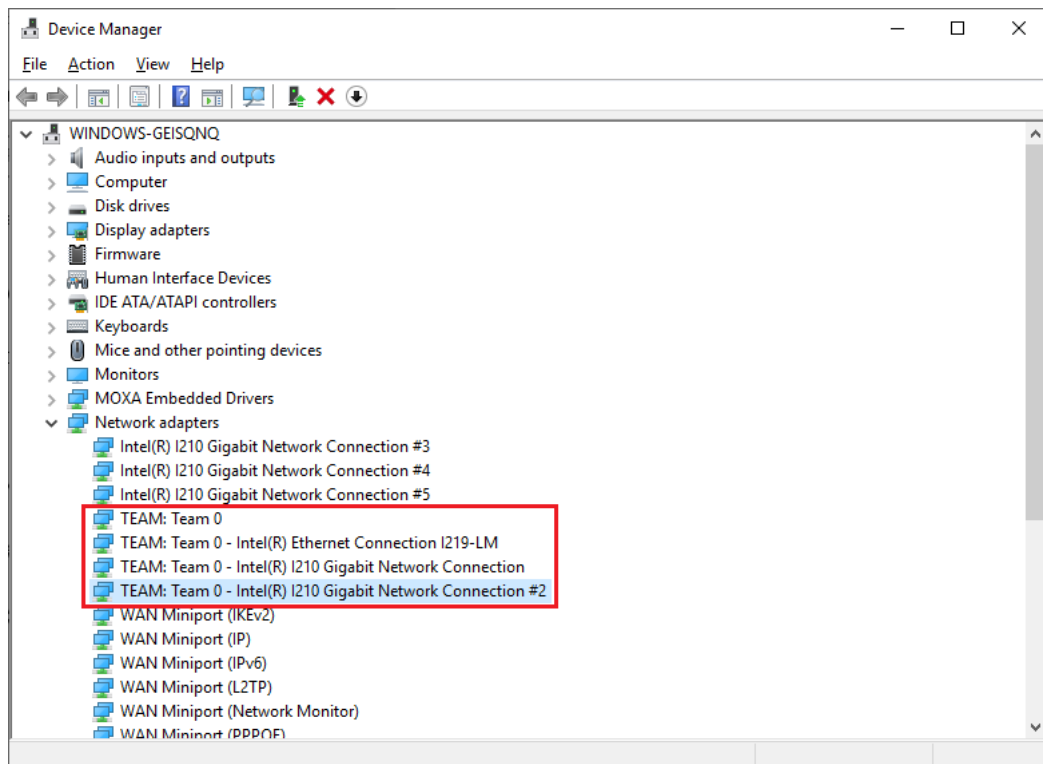 Device Manager
File Action View Help
WINDOWS-GEISQNQ
Audio inputs and outputs
Computer
Disk drives
Display adapters
Firmware
Human Interface Devices
IDE ATA/ATAPI controllers
Keyboards
Mice and other pointing devices
Monitors
MOXA Embedded Drivers
Network adapters
Intel(R) I210 Gigabit Network Connection #3
Intel(R) I210 Gigabit Network Connection #4
Intel(R) I210 Gigabit Network Connection #5
TEAM: Team 0
TEAM: Team 0 - Intel(R) Ethernet Connection I219-LM
TEAM: Team 0 - Intel(R) I210 Gigabit Network Connection
TEAM: Team 0 - Intel(R) I210 Gigabit Network Connection #2
WAN Miniport (IKEv2)
WAN Miniport (IP)
WAN Miniport (IPv6)
WAN Miniport (L2TP)
WAN Miniport (Network Monitor)
WAN Miniport (PPPOE)